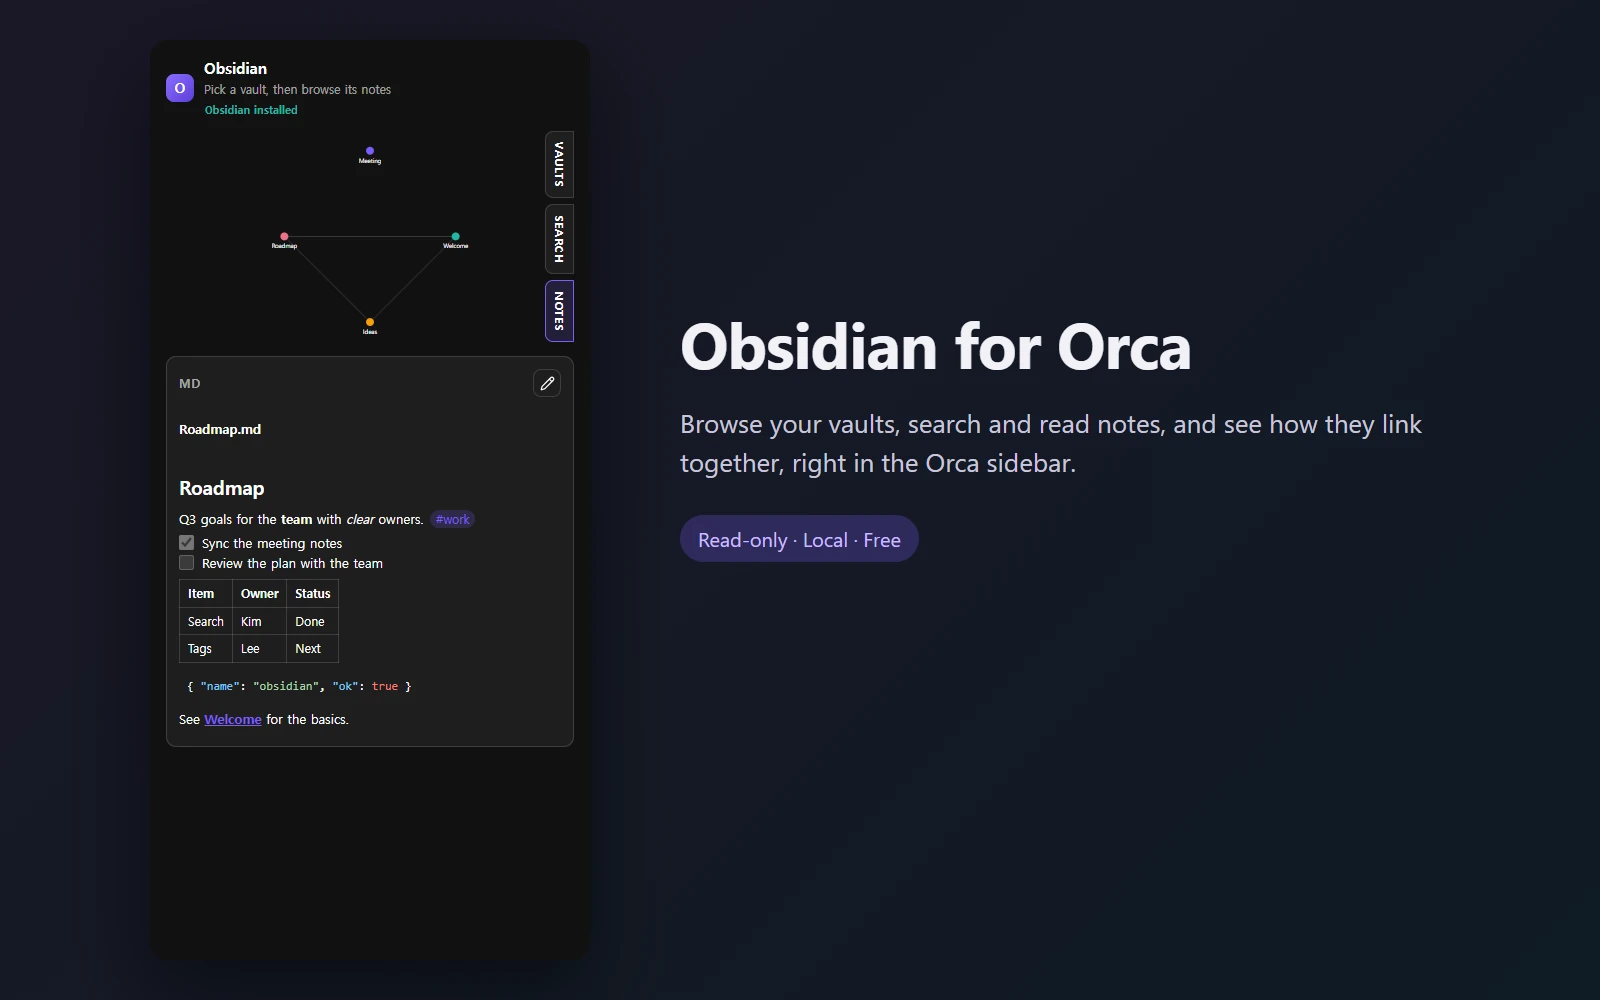 O
Obsidian
Pick a vault, then browse its notes
Obsidian installed
Meeting
Roadmap
Welcome
Ideas
VAULTS
SEARCH
NOTES
MD
Roadmap.md
Roadmap
Q3 goals for the team with clear owners. #work
Sync the meeting notes
Review the plan with the team
Item Owner Status
Search Kim Done
Tags Lee Next
{ "name": "obsidian", "ok": true }
See Welcome for the basics.
Obsidian for Orca
Browse your vaults, search and read notes, and see how they link
together, right in the Orca sidebar.
Read-only · Local · Free